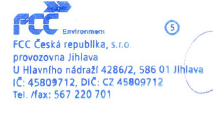 FCC Environment
5
FCC Česká republika, s.r.o.
provozovna Jihlava
U Hlavního nádraží 4286/2, 586 01 Jihlava
IČ: 45809712, DIČ: CZ 45809712
Tel. /fax: 567 220 701